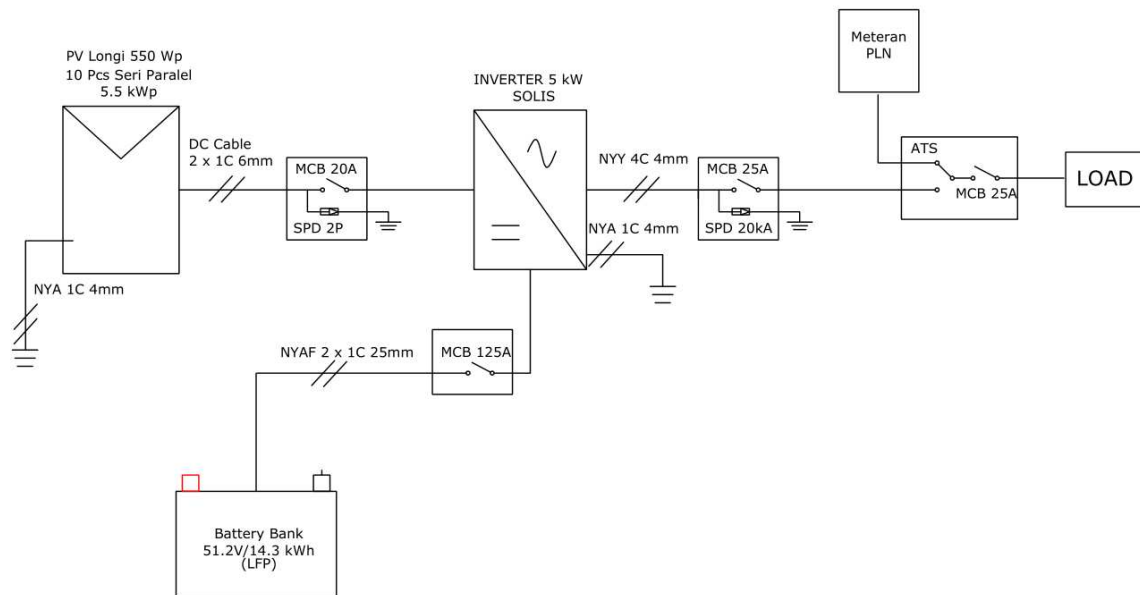 PV Longi 550 Wp
10 Pcs Seri Paralel
5.5 kWp
DC Cable
2 x 1C 6mm
MCB 20A
SPD 2P
NYA 1C 4mm
INVERTER 5 kW
SOLIS
NYY 4C 4mm
NYA 1C 4mm
MCB 25A
SPD 20kA
Meteran
PLN
ATS
MCB 25A
LOAD
NYAF 2 x 1C 25mm
MCB 125A
Battery Bank
51.2V/14.3 kWh
(LFP)